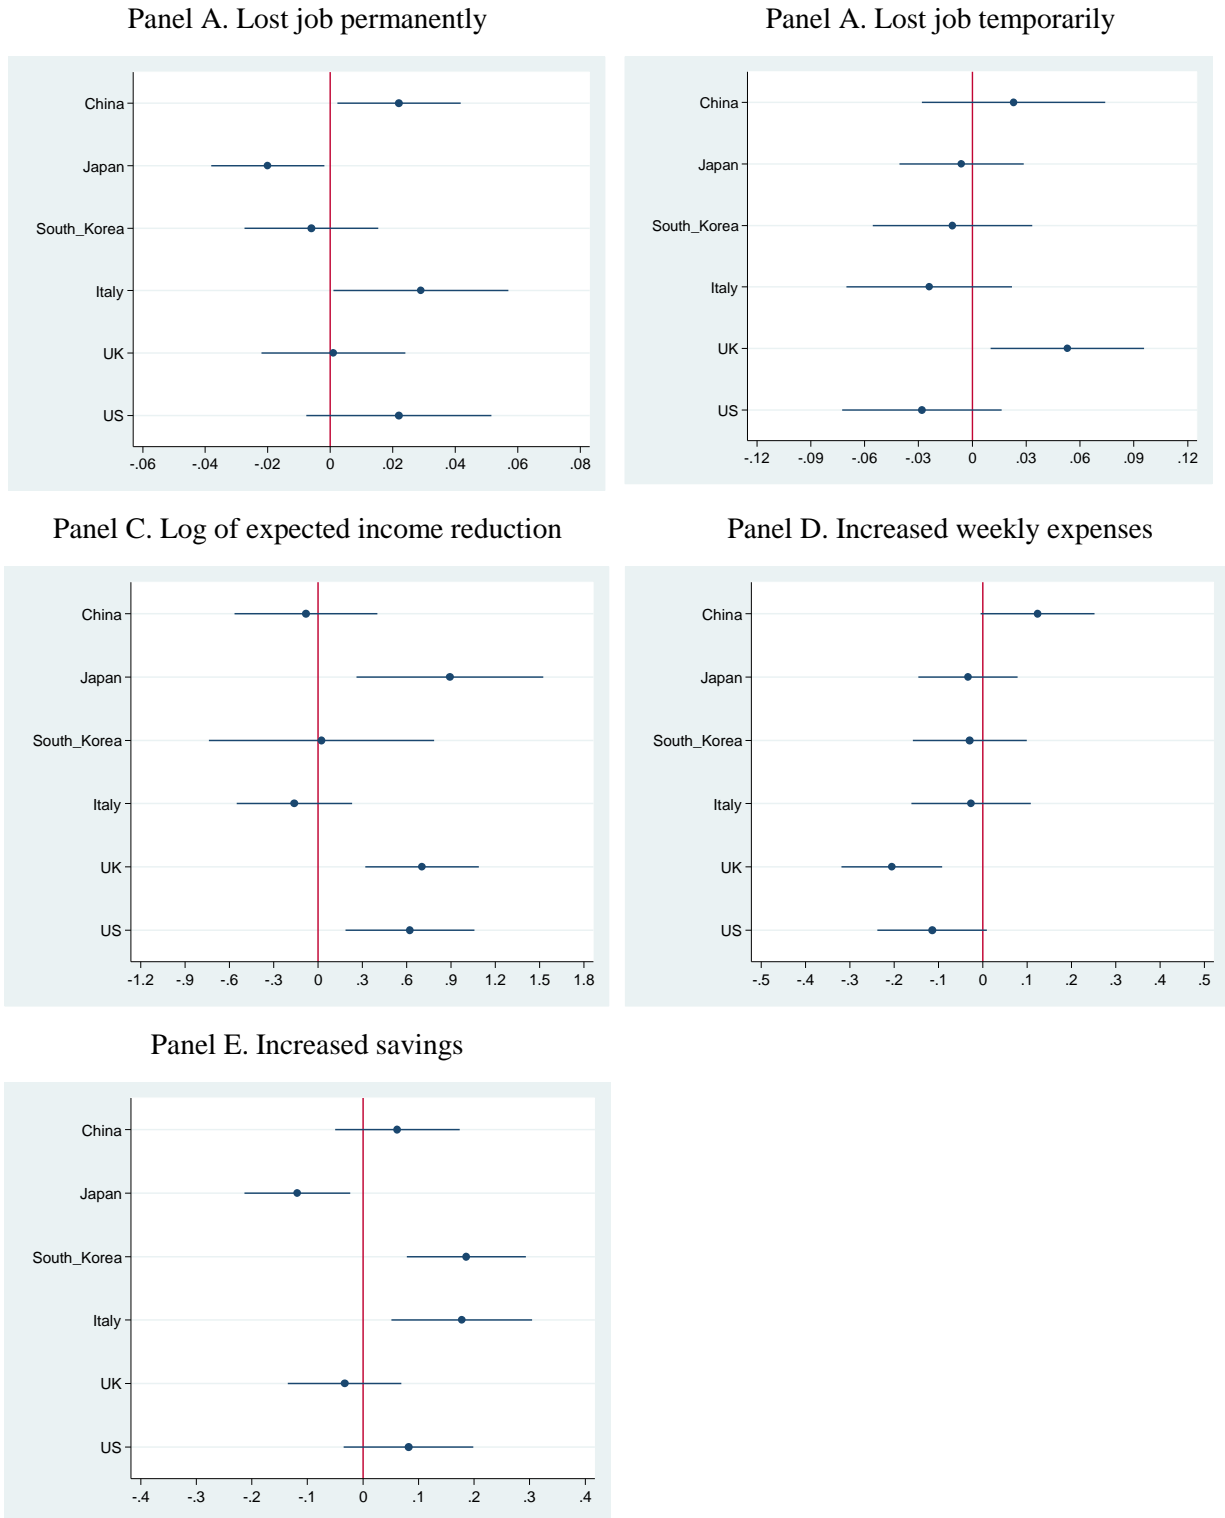 Panel A. Lost job permanently
Panel A. Lost job temporarily
China
Japan
South_Korea
Italy
UK
US
-.06 -.04 -.02 0 .02 .04 .06 .08
China
Japan
South_Korea
Italy
UK
US
-.12 -.09 -.06 -.03 0 .03 .06 .09 .12
Panel C. Log of expected income reduction
Panel D. Increased weekly expenses
China
Japan
South_Korea
Italy
UK
US
-1.2 -.9 -.6 -.3 0 .3 .6 .9 1.2 1.5 1.8
China
Japan
South_Korea
Italy
UK
US
-.5 -.4 -.3 -.2 -.1 0 .1 .2 .3 .4 .5
Panel E. Increased savings
China
Japan
South_Korea
Italy
UK
US
-.4 -.3 -.2 -.1 0 .1 .2 .3 .4